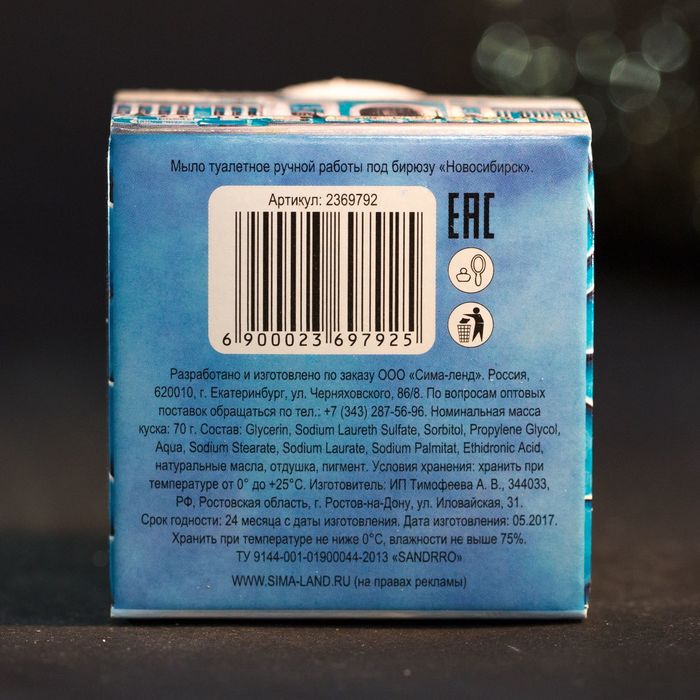 Мыло туалетное ручной работы под бирюзу «Новосибирск».
Артикул: 2369792
EAC
6 900023 697925
Разработано и изготовлено по заказу ООО «Сима-ленд». Россия,
620010, г. Екатеринбург, ул. Черняховского, 86/8. По вопросам оптовых
поставок обращаться по тел.: +7 (343) 287-56-96. Номинальная масса
куска: 70 г. Состав: Glycerin, Sodium Laureth Sulfate, Sorbitol, Propylene Glycol,
Aqua, Sodium Stearate, Sodium Laurate, Sodium Palmitat, Ethidronic Acid,
натуральные масла, отдушка, пигмент. Условия хранения: хранить при
температуре от 0° до +25°С. Изготовитель: ИП Тимофеева А. В., 344033,
РФ, Ростовская область, г. Ростов-на-Дону, ул. Иловайская, 31.
Срок годности: 24 месяца с даты изготовления. Дата изготовления: 05.2017.
Хранить при температуре не ниже 0°С, влажности не выше 75%.
ТУ 9144-001-01900044-2013 «SANDRRO»
WWW.SIMA-LAND.RU (на правах рекламы)